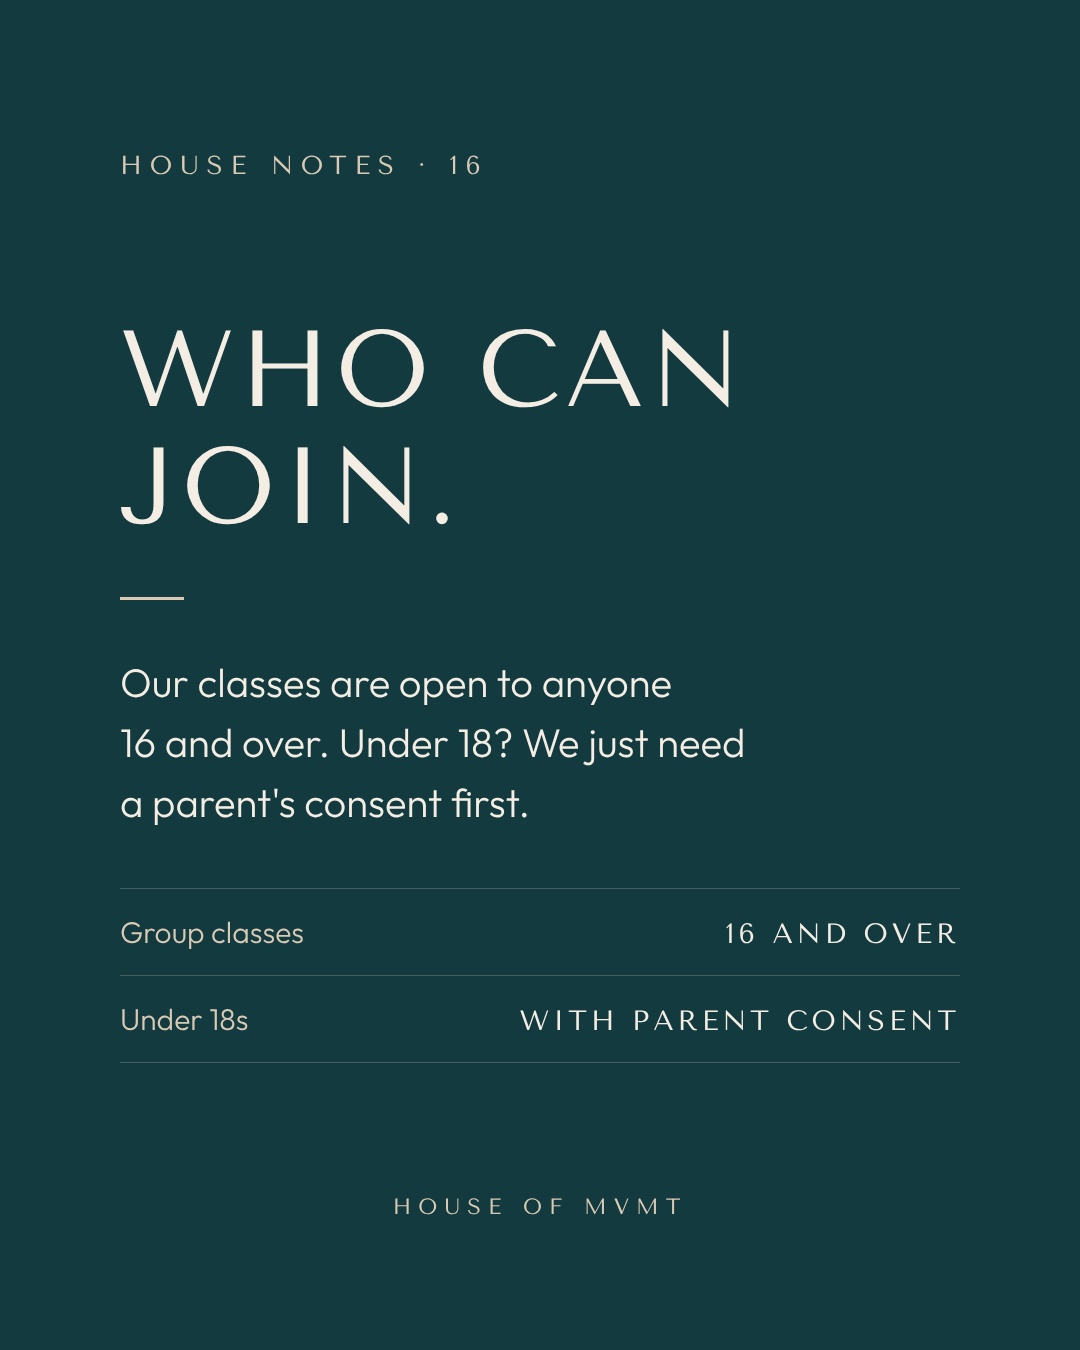 HOUSE NOTES · 16
WHO CAN
JOIN.
Our classes are open to anyone
16 and over. Under 18? We just need
a parent's consent first.
Group classes 16 AND OVER
Under 18s WITH PARENT CONSENT
HOUSE OF MVMT